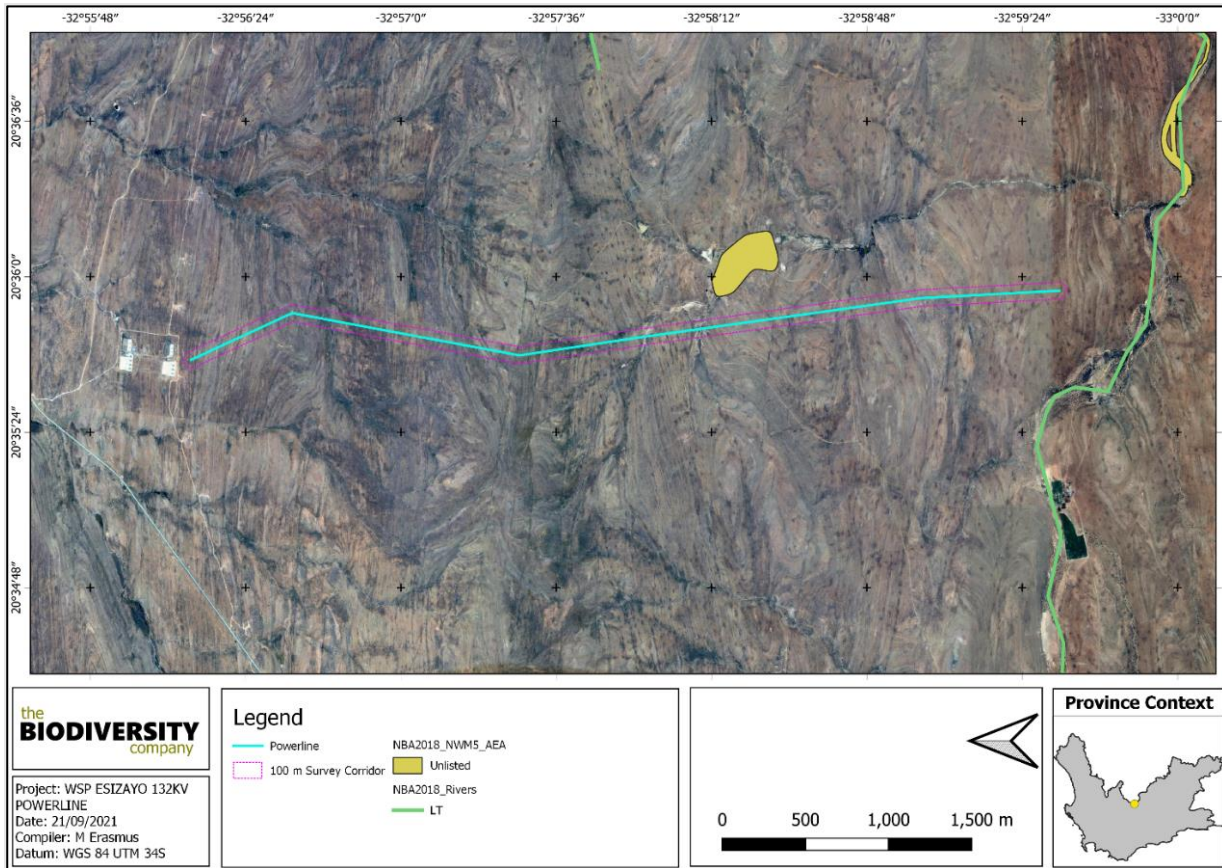 -32°55'48"
-32°56'24"
-32°57'0"
-32°57'36"
-32°58'12"
-32°58'48"
-32°59'24"
-33°0'0"
20°36'36"
20°36'0"
20°35'24"
20°34'48"
the
BIODIVERSITY
company
Project: WSP ESIZAYO 132KV
POWERLINE
Date: 21/09/2021
Compiler: M Erasmus
Datum: WGS 84 UTM 34S
Legend
Powerline
100 m Survey Corridor
NBA2018_NWM5_AEA
Unlisted
NBA2018_Rivers
LT
0 500 1,000 1,500 m
Province Context